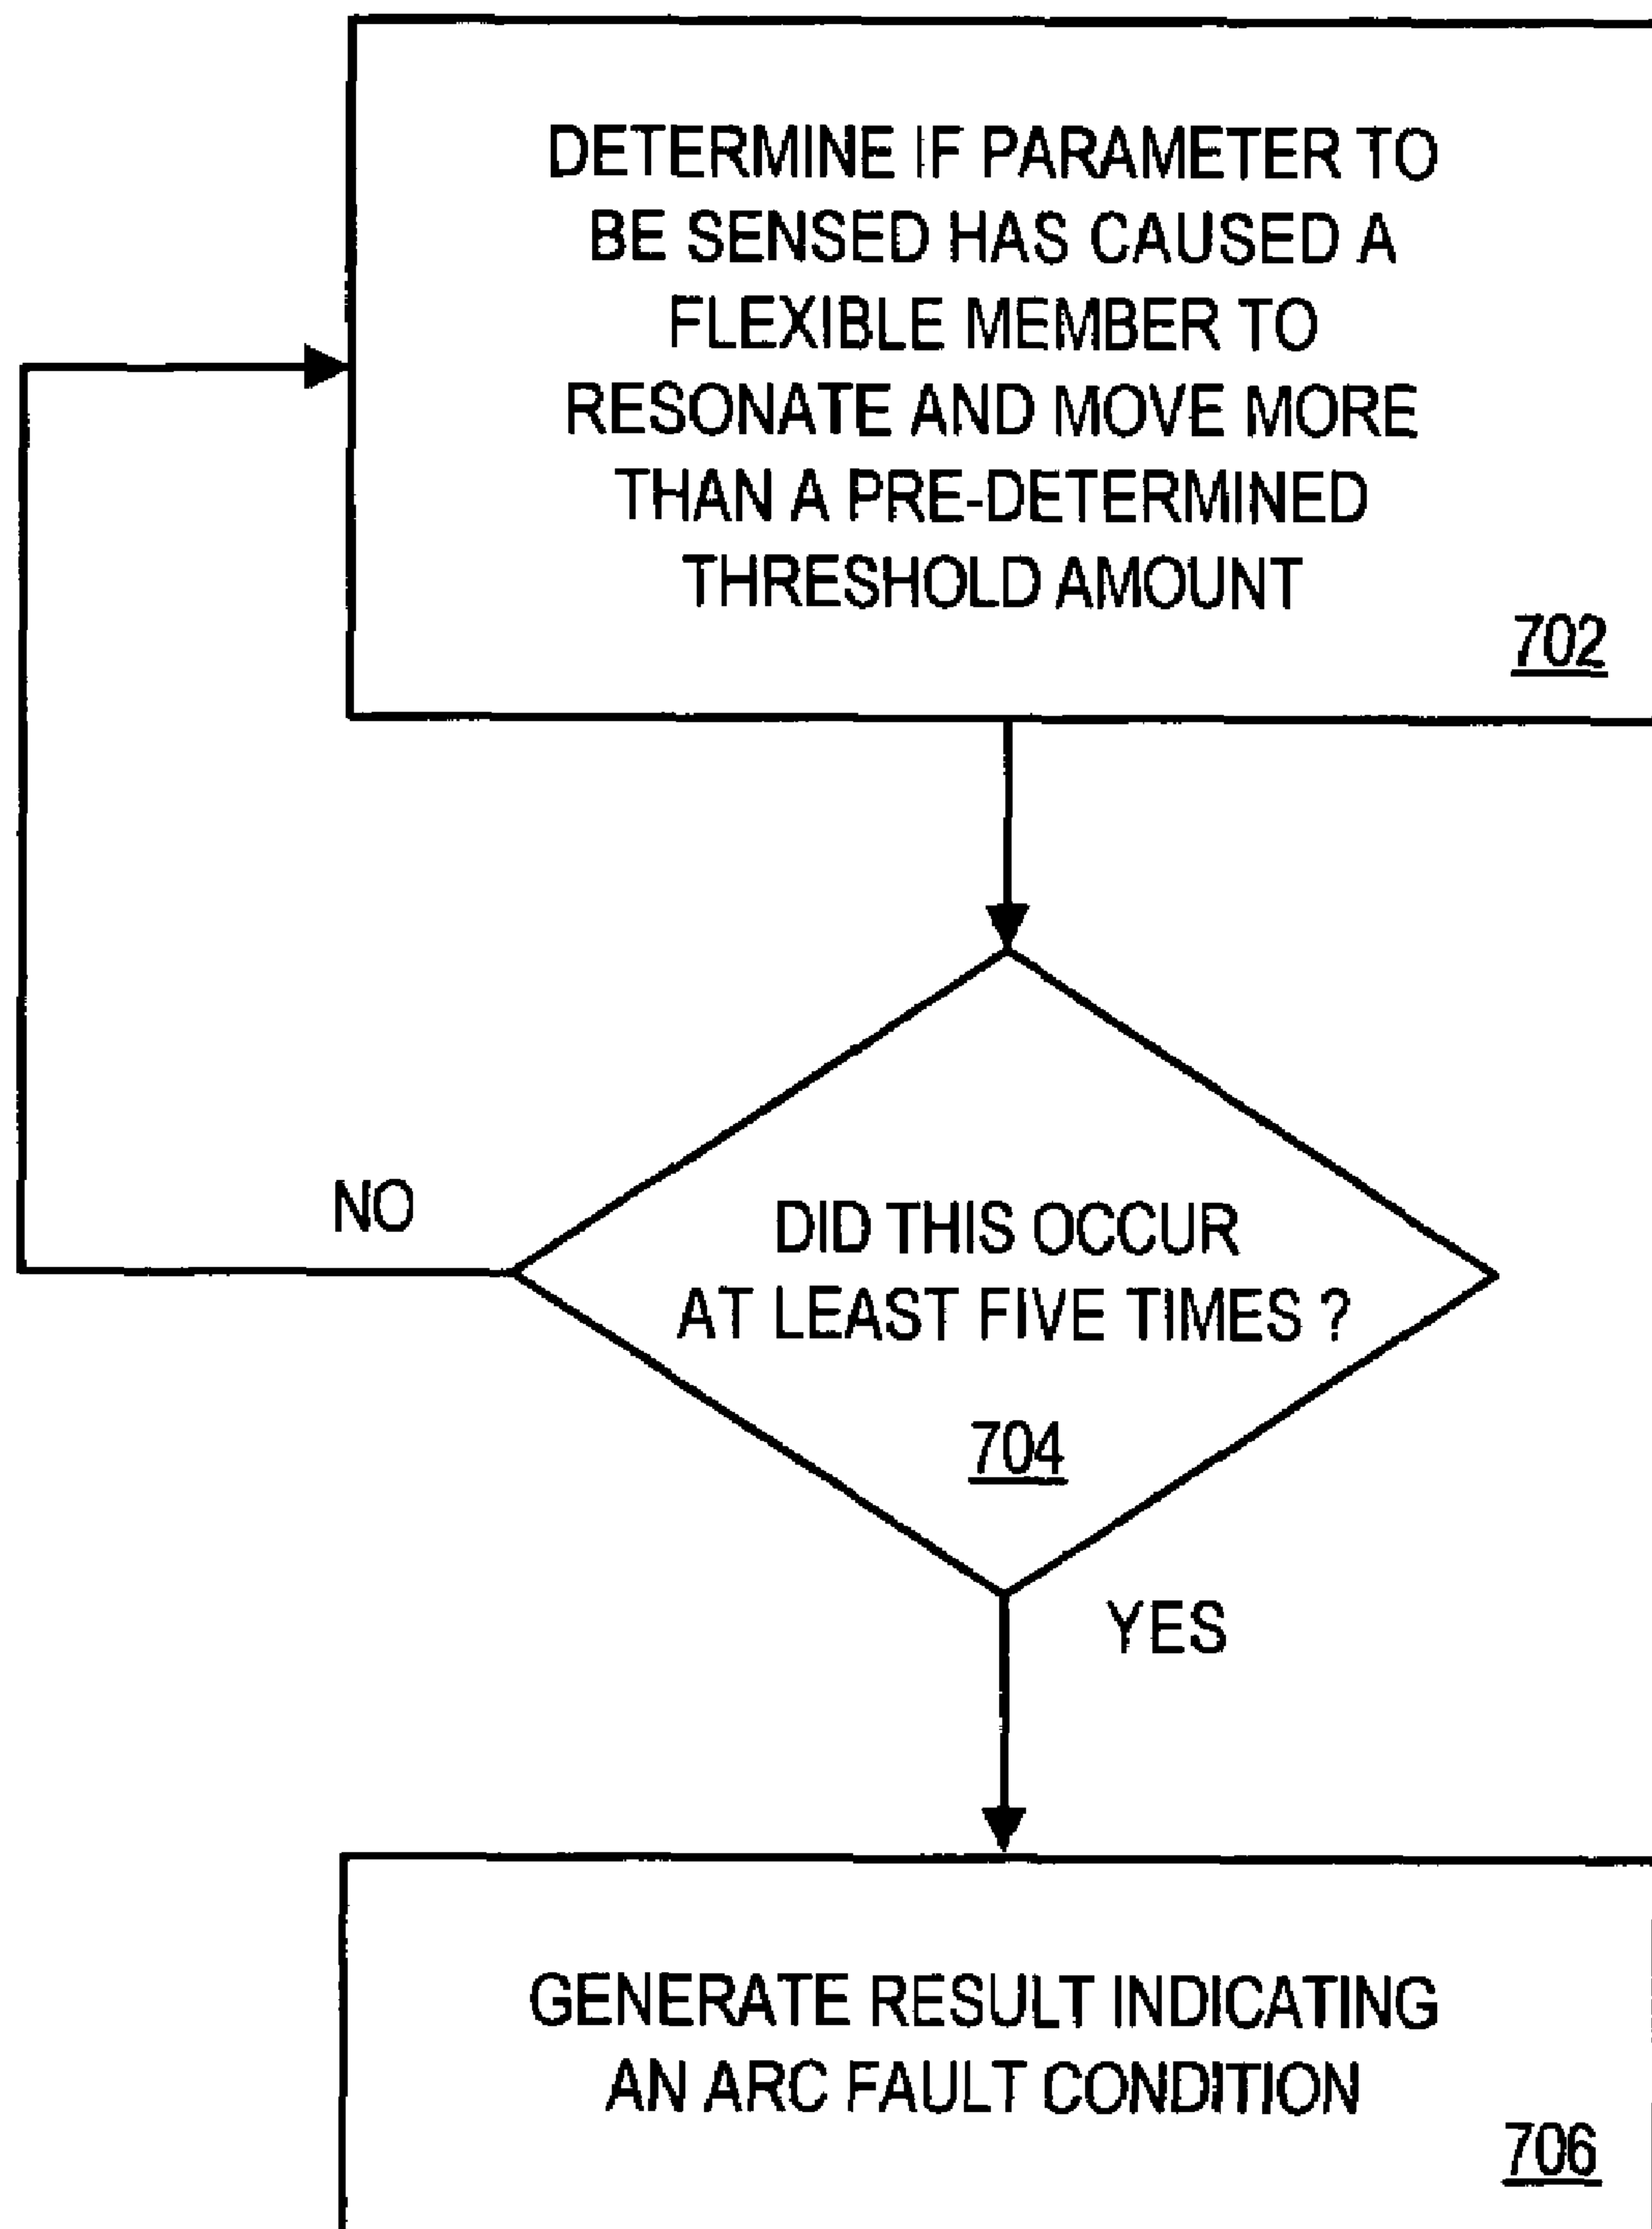 DETERMINE IF PARAMETER TO
BE SENSED HAS CAUSED A
FLEXIBLE MEMBER TO
RESONATE AND MOVE MORE
THAN A PRE-DETERMINED
THRESHOLD AMOUNT
702
NO
DID THIS OCCUR
AT LEAST FIVE TIMES ?
704
YES
GENERATE RESULT INDICATING
AN ARC FAULT CONDITION
706